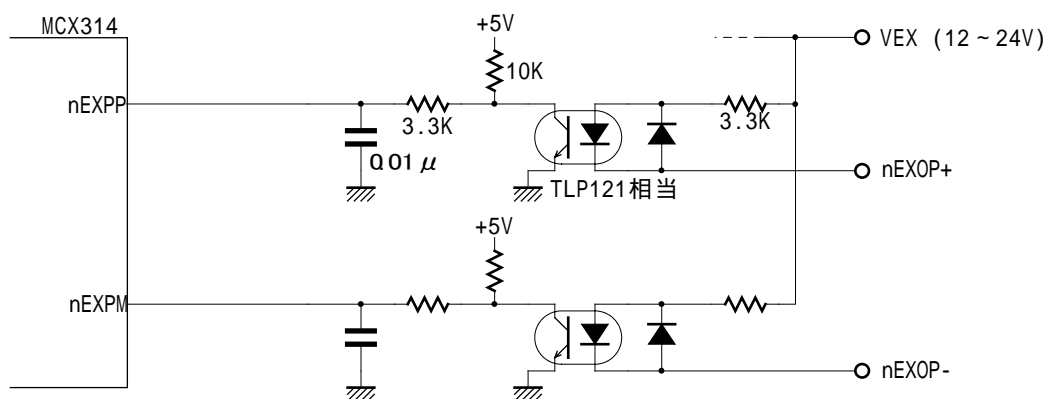 MCX314
+5V
VEX (12 ~ 24V)
10K
nEXPP
3.3K
3.3K
0.01μ
nEXOP+
TLP121相当
+5V
nEXPM
nEXOP-